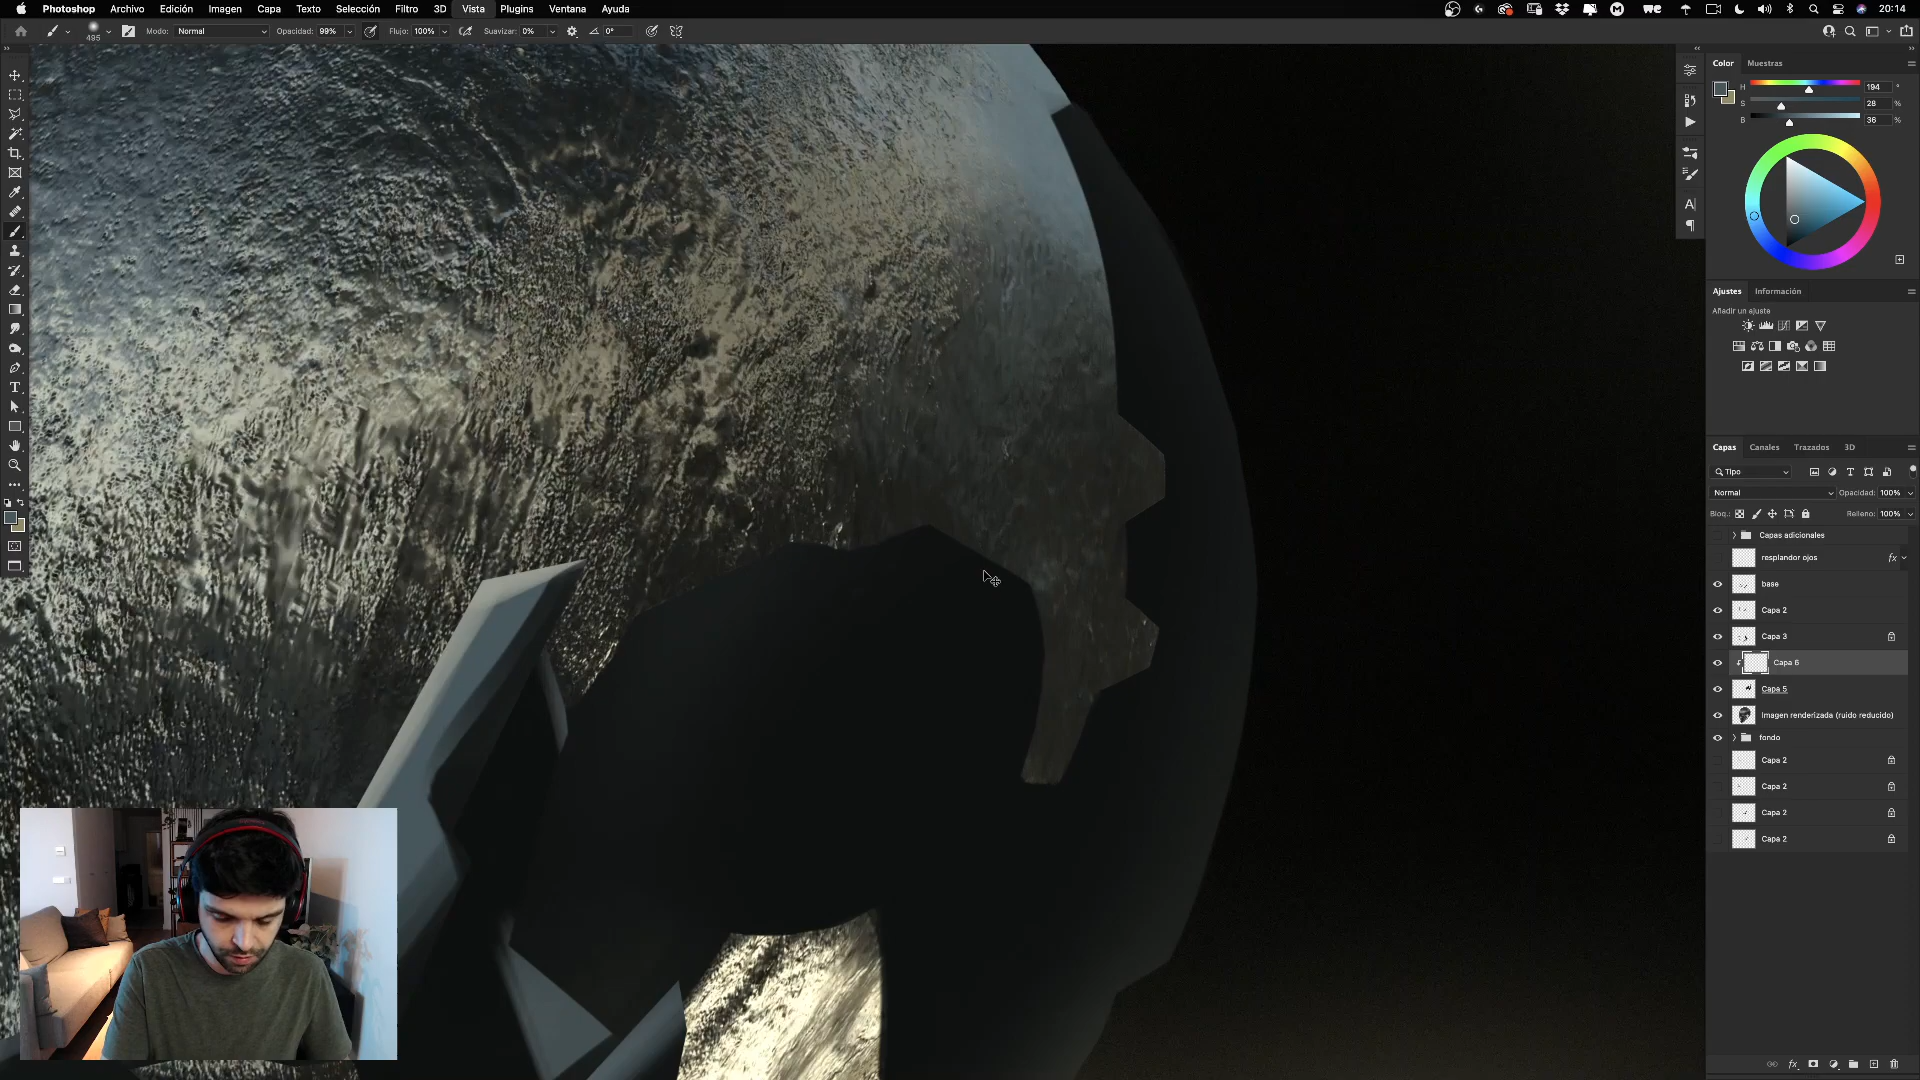 Photoshop Archivo Edición Imagen Capa Texto Selección Filtro 3D Vista Plugins Ventana Ayuda 20:14
495 Modo: Normal Opacidad: 99% Flujo: 100% Suavizar: 0% 0°
Color Muestras
H 194 °
S 28 %
B 36 %
Ajustes Información
Añadir un ajuste
Capas Canales Trazados 3D
Tipo
Normal Opacidad: 100%
Bloq.: Relleno: 100%
Capas adicionales
resplandor ojos fx
base
Capa 2
Capa 3
Capa 6
Capa 5
Imagen renderizada (ruido reducido)
fondo
Capa 2
Capa 2
Capa 2
Capa 2
fx